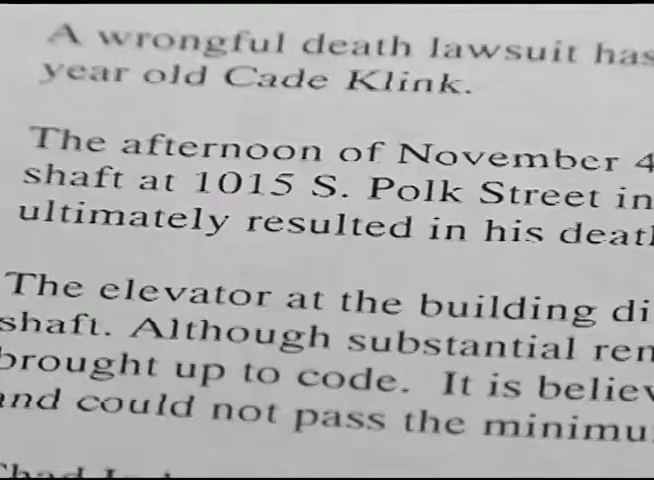 A wrongful death lawsuit has
year old Cade Klink.
The afternoon of November 4
shaft at 1015 S. Polk Street in
ultimately resulted in his death
The elevator at the building di
shaft. Although substantial ren
brought up to code. It is believ
and could not pass the minimu
Chad